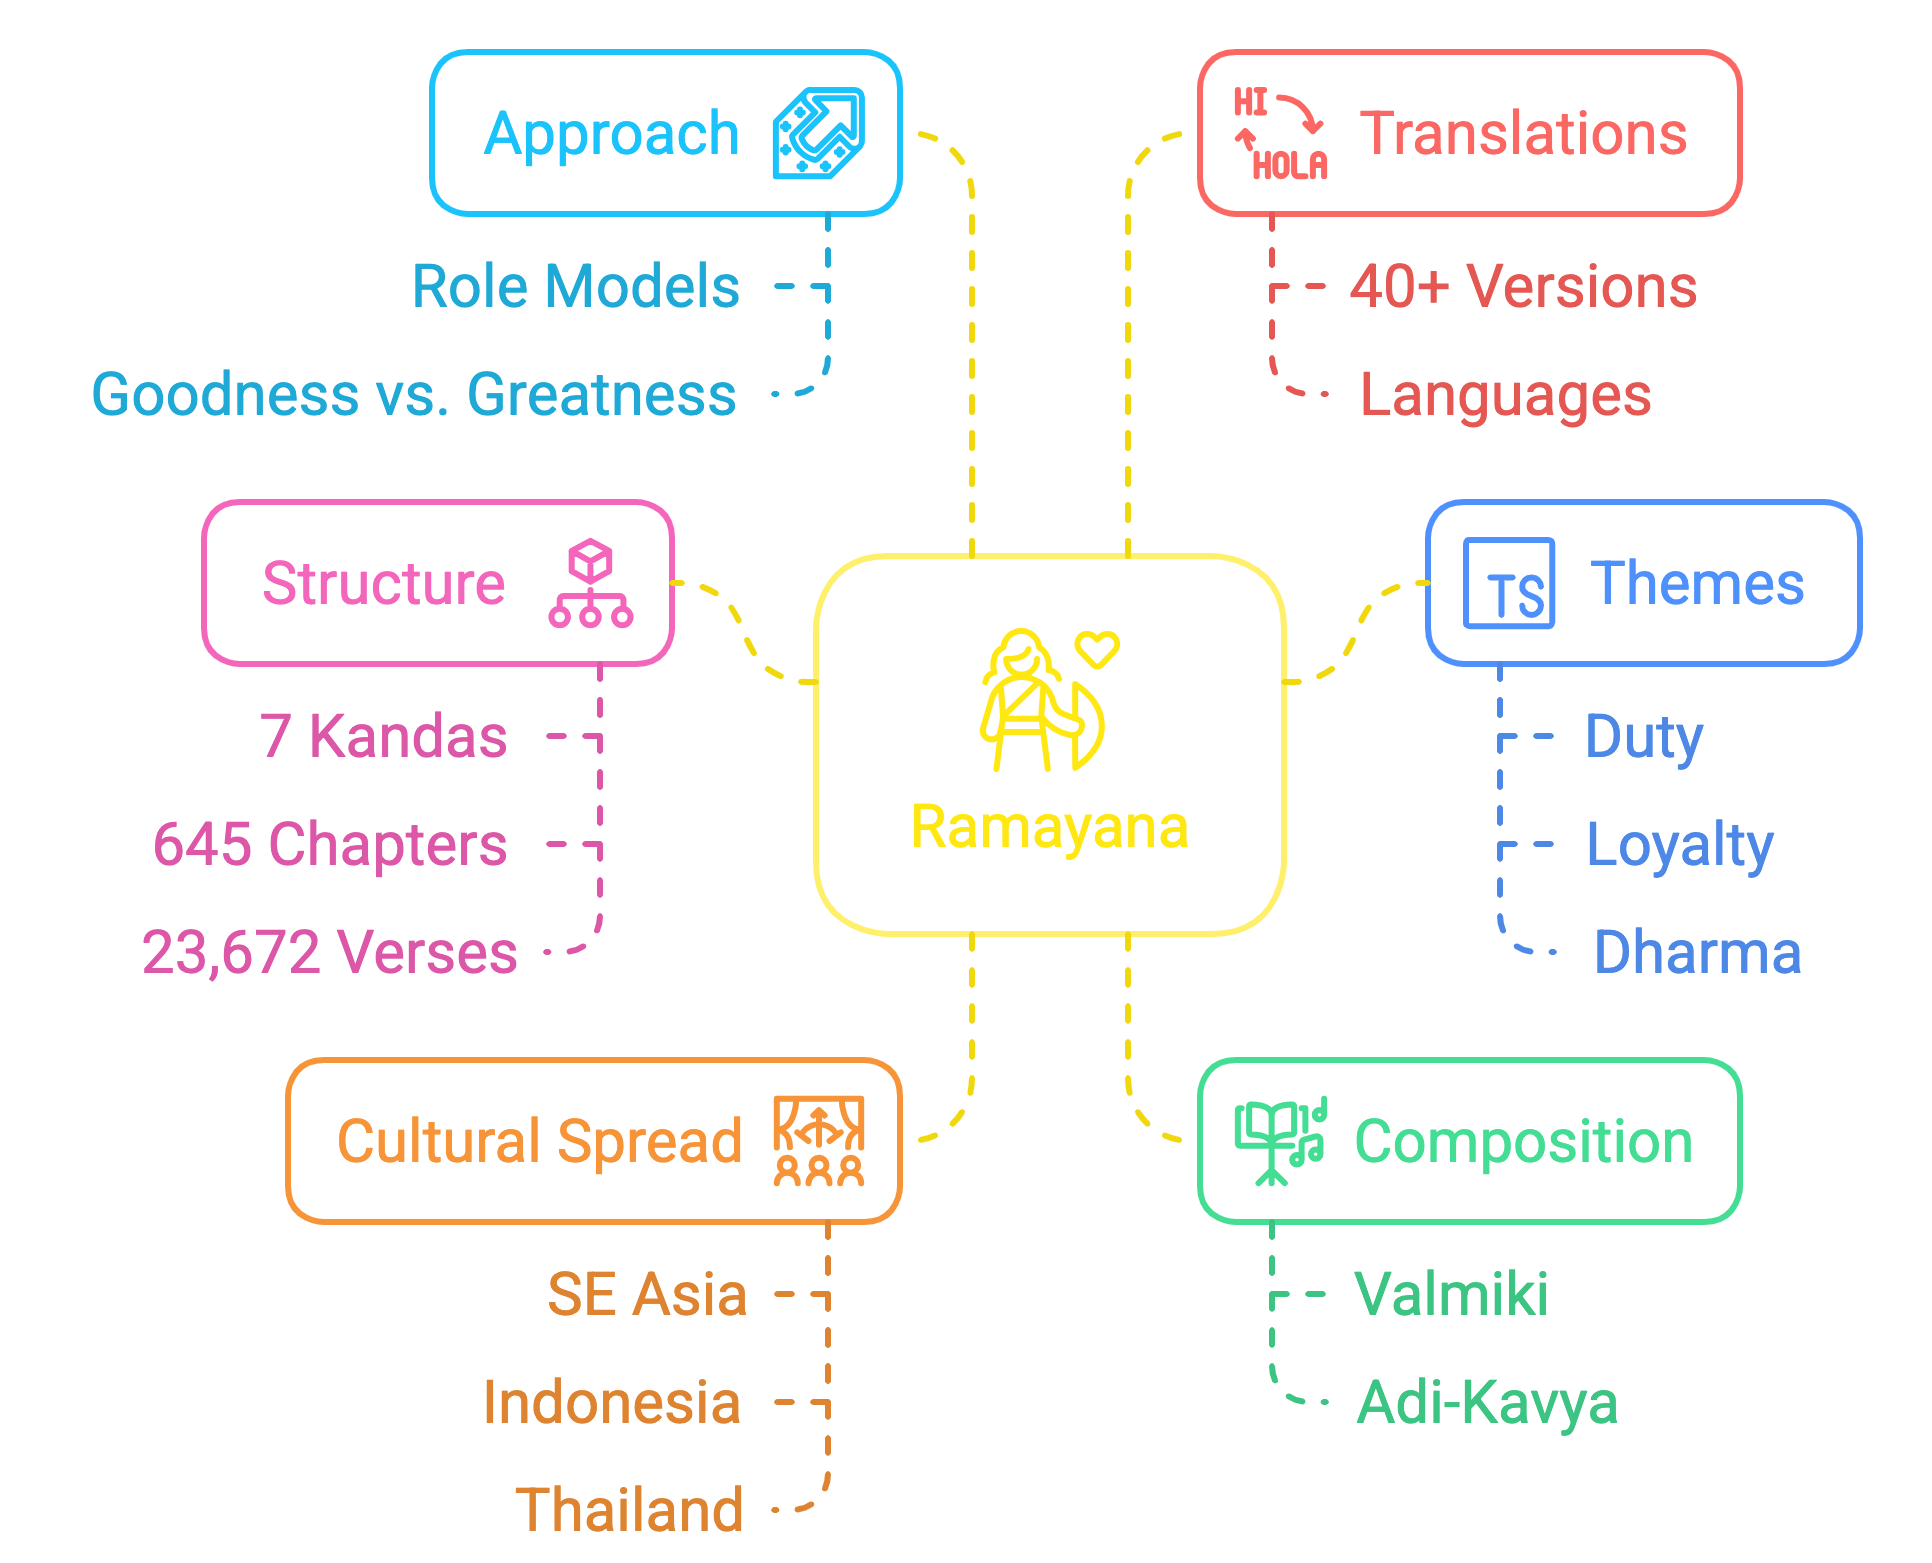 Approach
Role Models
Goodness vs. Greatness
HI
HOLA
Translations
40+ Versions
Languages
Structure
7 Kandas
645 Chapters
23,672 Verses
Ramayana
TS
Themes
Duty
Loyalty
Dharma
Cultural Spread
SE Asia
Indonesia
Thailand
Composition
Valmiki
Adi-Kavya